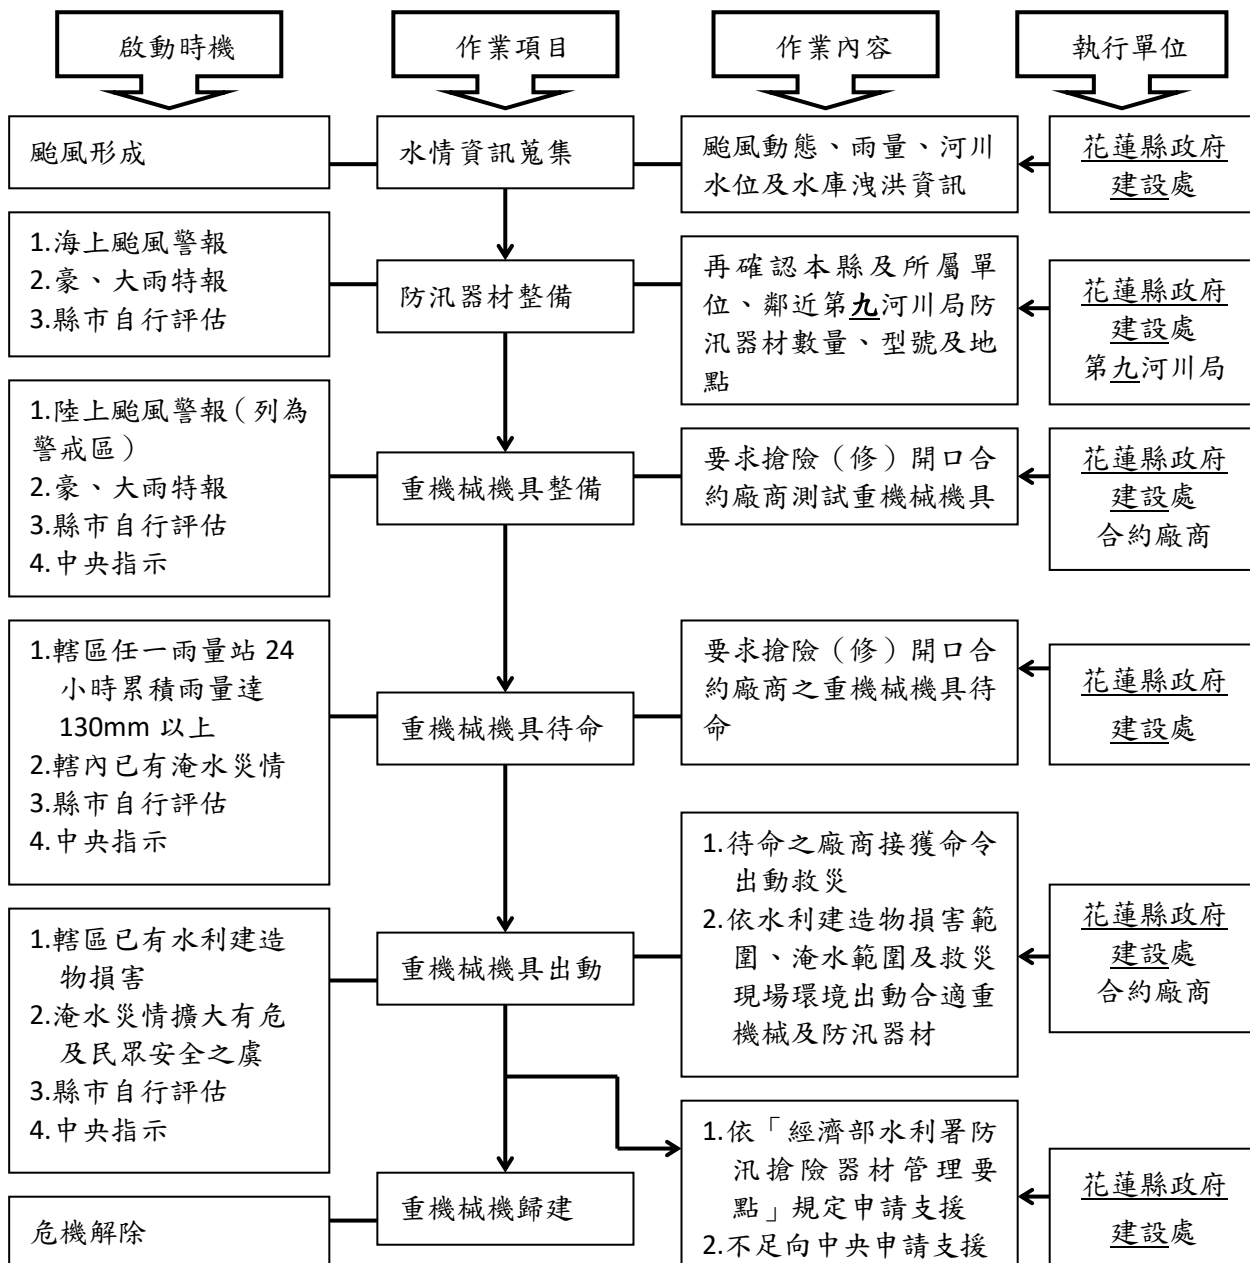 啟動時機
作業項目
作業內容
執行單位
颱風形成
水情資訊蒐集
颱風動態、雨量、河川
水位及水庫洩洪資訊
花蓮縣政府
建設處
1.海上颱風警報
2.豪、大雨特報
3.縣市自行評估
防汛器材整備
再確認本縣及所屬單
位、鄰近第九河川局防
汛器材數量、型號及地
點
花蓮縣政府
建設處
第九河川局
1.陸上颱風警報（列為
警戒區）
2.豪、大雨特報
3.縣市自行評估
4.中央指示
重機械機具整備
要求搶險（修）開口合
約廠商測試重機械機具
花蓮縣政府
建設處
合約廠商
1.轄區任一雨量站 24
小時累積雨量達
130mm 以上
2.轄內已有淹水災情
3.縣市自行評估
4.中央指示
重機械機具待命
要求搶險（修）開口合
約廠商之重機械機具待
命
花蓮縣政府
建設處
1.轄區已有水利建造
物損害
2.淹水災情擴大有危
及民眾安全之虞
3.縣市自行評估
4.中央指示
重機械機具出動
1.待命之廠商接獲命令
出動救災
2.依水利建造物損害範
圍、淹水範圍及救災
現場環境出動合適重
機械及防汛器材
花蓮縣政府
建設處
合約廠商
危機解除
重機械機歸建
1.依「經濟部水利署防
汛搶險器材管理要
點」規定申請支援
2.不足向中央申請支援
花蓮縣政府
建設處